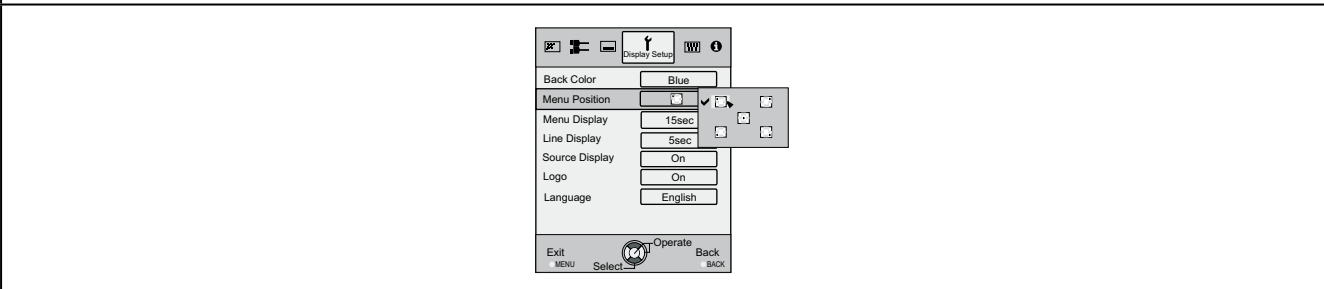 Display Setup
Back Color Blue
Menu Position
Menu Display 15sec
Line Display 5sec
Source Display On
Logo On
Language English
Operate
Exit Back
MENU Select BACK